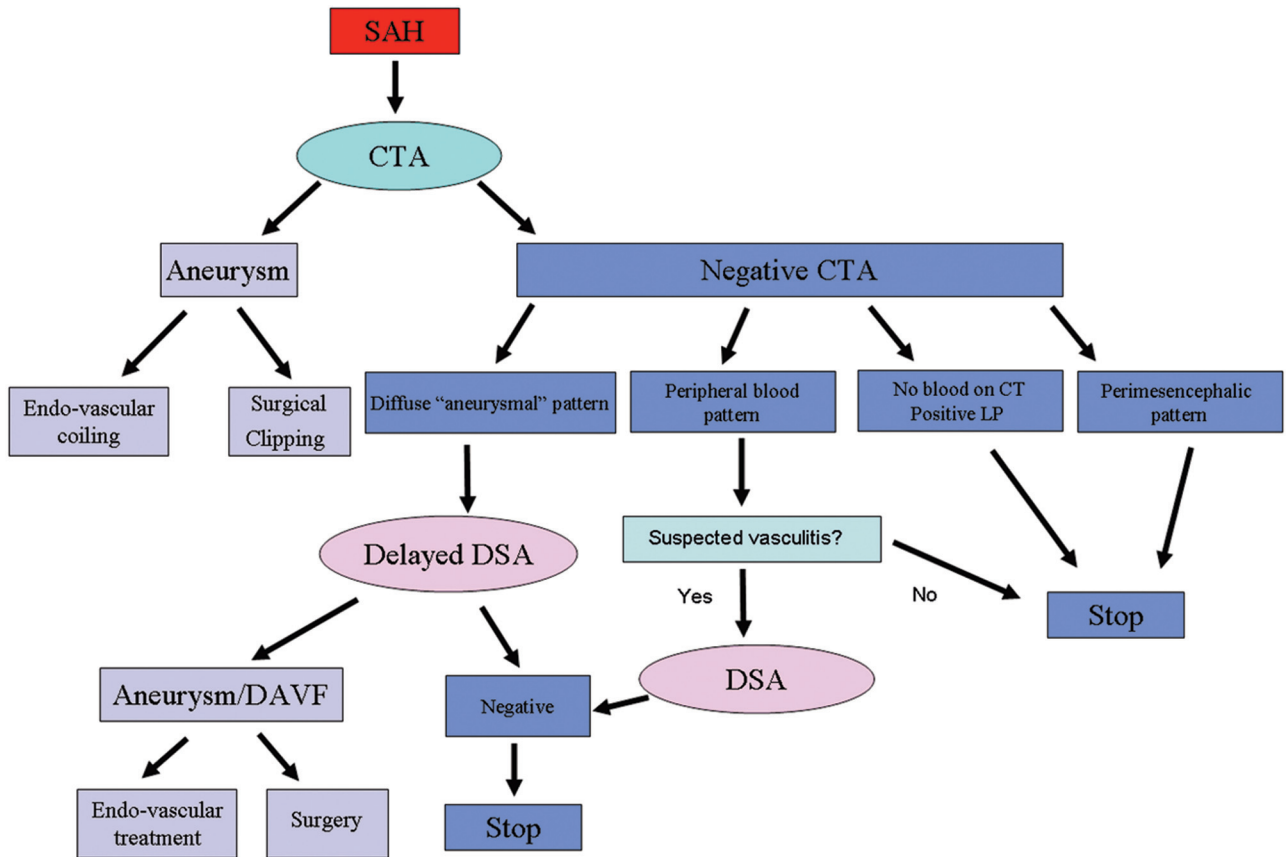 SAH
CTA
Aneurysm
Negative CTA
Endo-vascular
coiling
Surgical
Clipping
Diffuse “aneurysmal” pattern
Peripheral blood
pattern
No blood on CT
Positive LP
Perimesencephalic
pattern
Delayed DSA
Suspected vasculitis?
Yes
No
Stop
Aneurysm/DAVF
Negative
DSA
Endo-vascular
treatment
Surgery
Stop